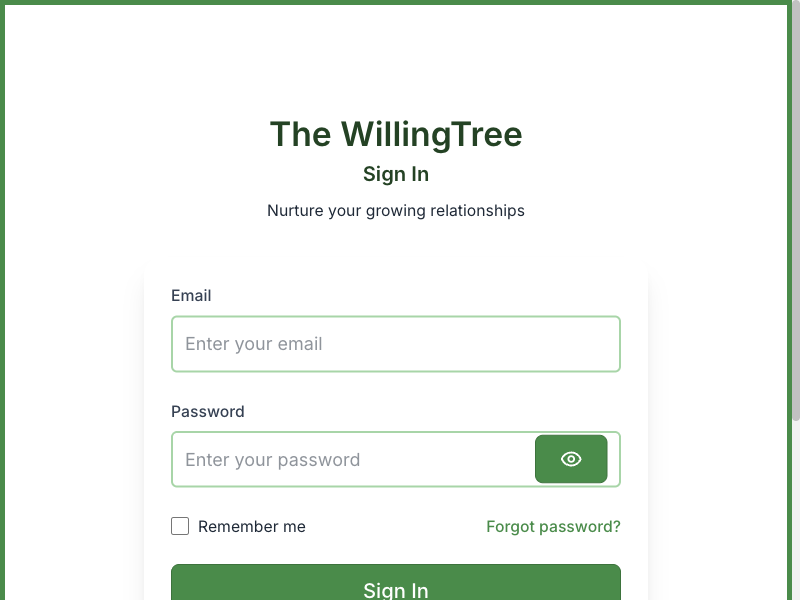 The WillingTree
Sign In
Nurture your growing relationships
Email
Enter your email
Password
Enter your password
Remember me
Forgot password?
Sign In